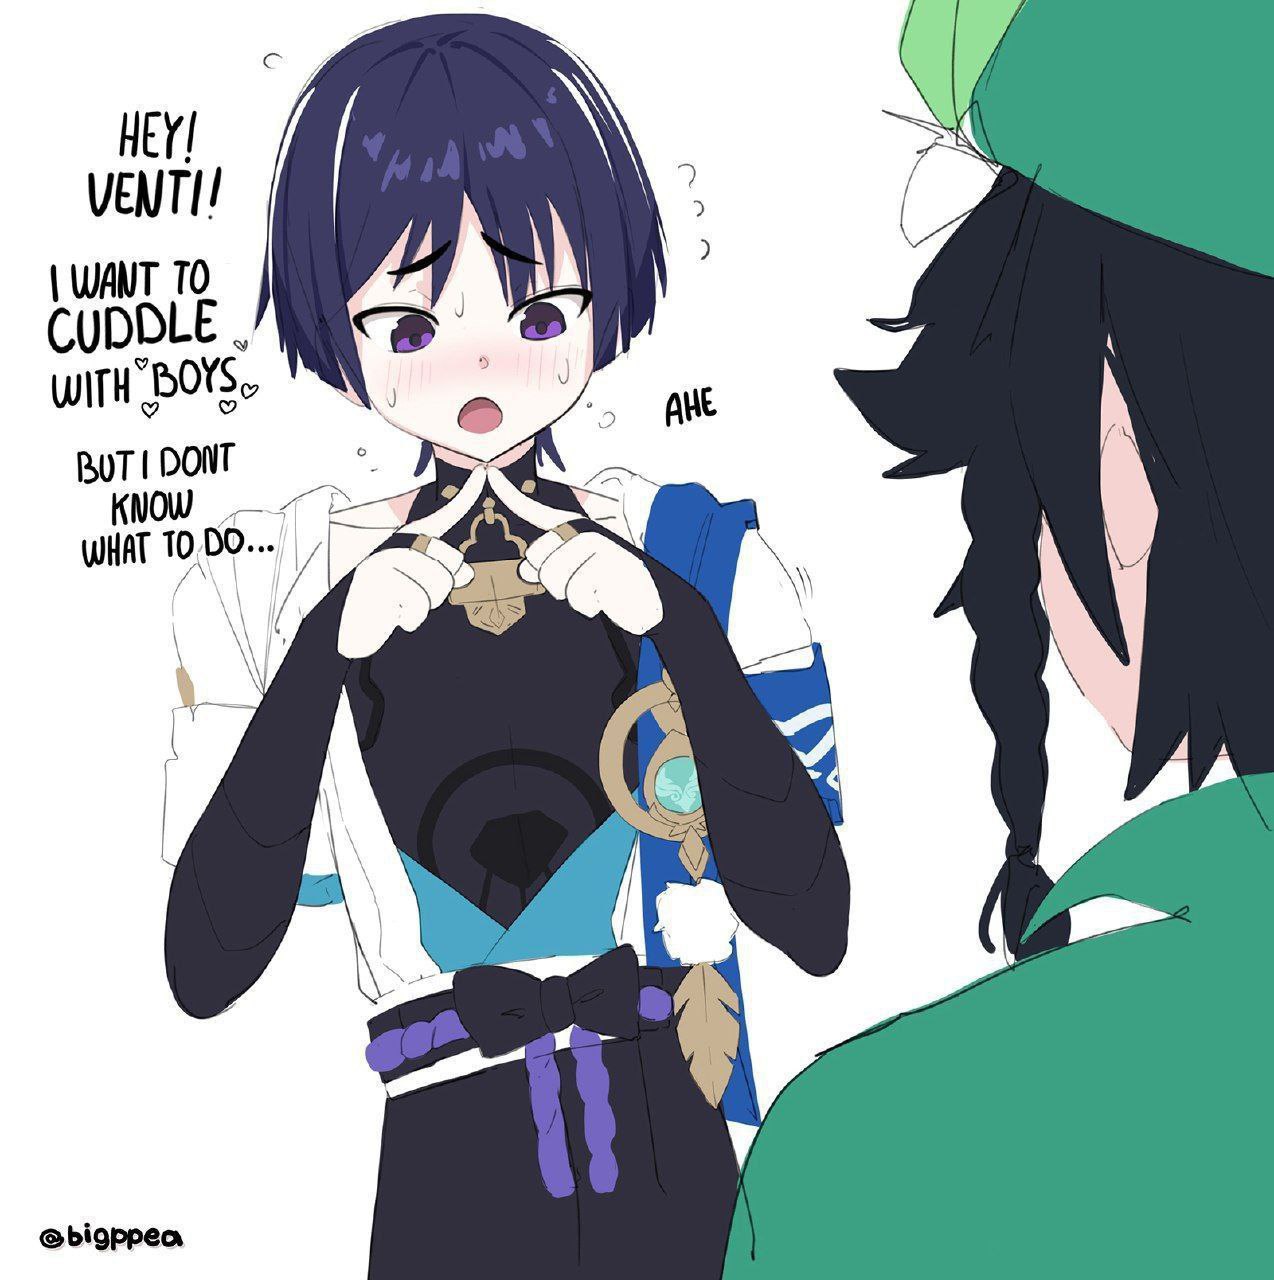 HEY!
VENTI!
I WANT TO
CUDDLE
WITH BOYS
BUT I DONT
KNOW
WHAT TO DO...
AHE
@bigppea